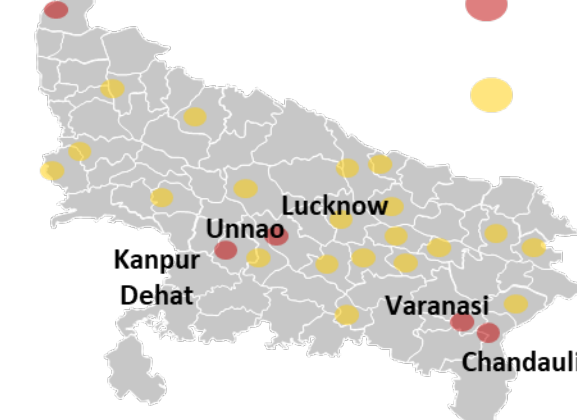 Lucknow
Unnao
Kanpur
Dehat
Varanasi
Chandauli